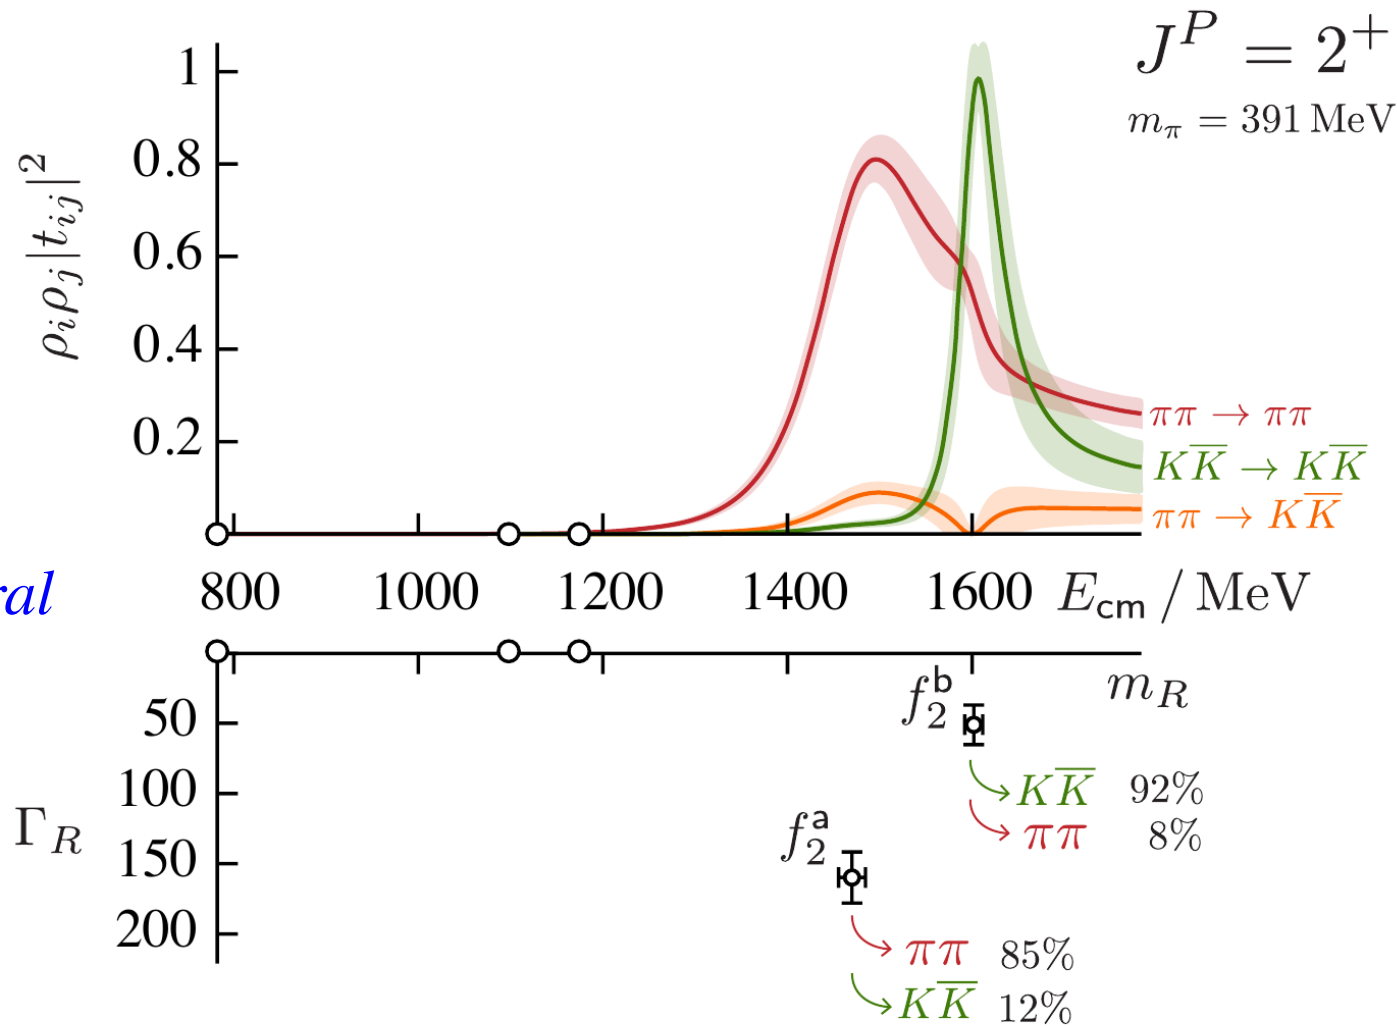 J^P = 2^+
m_π = 391 MeV
ρ_iρ_j|t_ij|^2
1
0.8
0.6
0.4
0.2
ππ → ππ
KK̅ → KK̅
ππ → KK̅
ral
800 1000 1200 1400 1600 E_cm / MeV
m_R
Γ_R
50
100
150
200
f_2^b
KK̅ 92%
ππ 8%
f_2^a
ππ 85%
KK̅ 12%